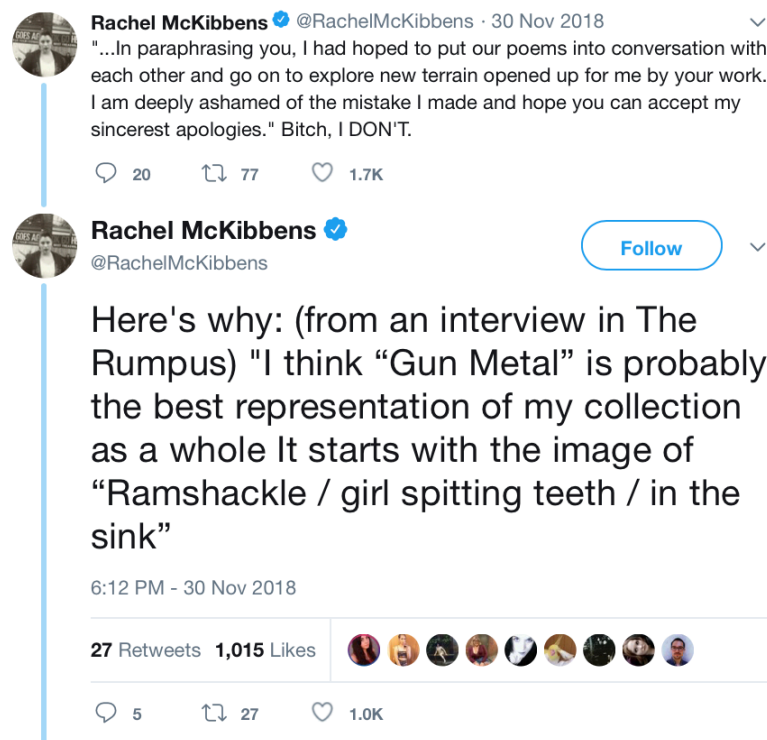 Rachel McKibbens @RachelMcKibbens · 30 Nov 2018
"...In paraphrasing you, I had hoped to put our poems into conversation with
each other and go on to explore new terrain opened up for me by your work.
I am deeply ashamed of the mistake I made and hope you can accept my
sincerest apologies." Bitch, I DON'T.
20 77 1.7K
Rachel McKibbens
Follow
@RachelMcKibbens
Here's why: (from an interview in The
Rumpus) "I think “Gun Metal” is probably
the best representation of my collection
as a whole It starts with the image of
“Ramshackle / girl spitting teeth / in the
sink”
6:12 PM - 30 Nov 2018
27 Retweets 1,015 Likes
5 27 1.0K